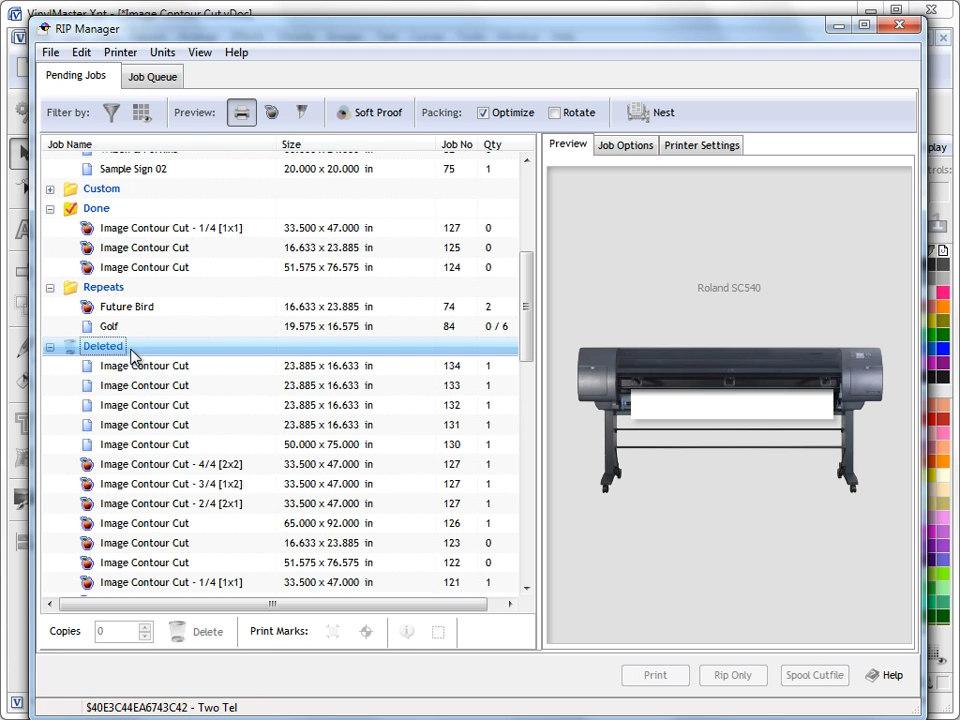 VinylMaster Xpt - [*Image Contour Cut.vDoc]
RIP Manager
File Edit Printer Units View Help
Pending Jobs Job Queue
Filter by: Preview: Soft Proof Packing: Optimize Rotate Nest
Job Name Size Job No Qty
Preview Job Options Printer Settings
play
Sample Sign 02 20.000 x 20.000 in 75 1
trols:
Custom
Done
Image Contour Cut - 1/4 [1x1] 33.500 x 47.000 in 127 0
Image Contour Cut 16.633 x 23.885 in 125 0
Image Contour Cut 51.575 x 76.575 in 124 0
Repeats
Roland SC540
Future Bird 16.633 x 23.885 in 74 2
Golf 19.575 x 16.575 in 84 0 / 6
Deleted
Image Contour Cut 23.885 x 16.633 in 134 1
Image Contour Cut 23.885 x 16.633 in 133 1
Image Contour Cut 23.885 x 16.633 in 132 1
Image Contour Cut 23.885 x 16.633 in 131 1
Image Contour Cut 50.000 x 75.000 in 130 1
Image Contour Cut - 4/4 [2x2] 33.500 x 47.000 in 127 1
Image Contour Cut - 3/4 [1x2] 33.500 x 47.000 in 127 1
Image Contour Cut - 2/4 [2x1] 33.500 x 47.000 in 127 1
Image Contour Cut 65.000 x 92.000 in 126 1
Image Contour Cut 16.633 x 23.885 in 123 0
Image Contour Cut 51.575 x 76.575 in 122 0
Image Contour Cut - 1/4 [1x1] 33.500 x 47.000 in 121 1
Copies 0 Delete Print Marks:
Print Rip Only Spool Cutfile Help
$40E3C44EA6743C42 - Two Tel